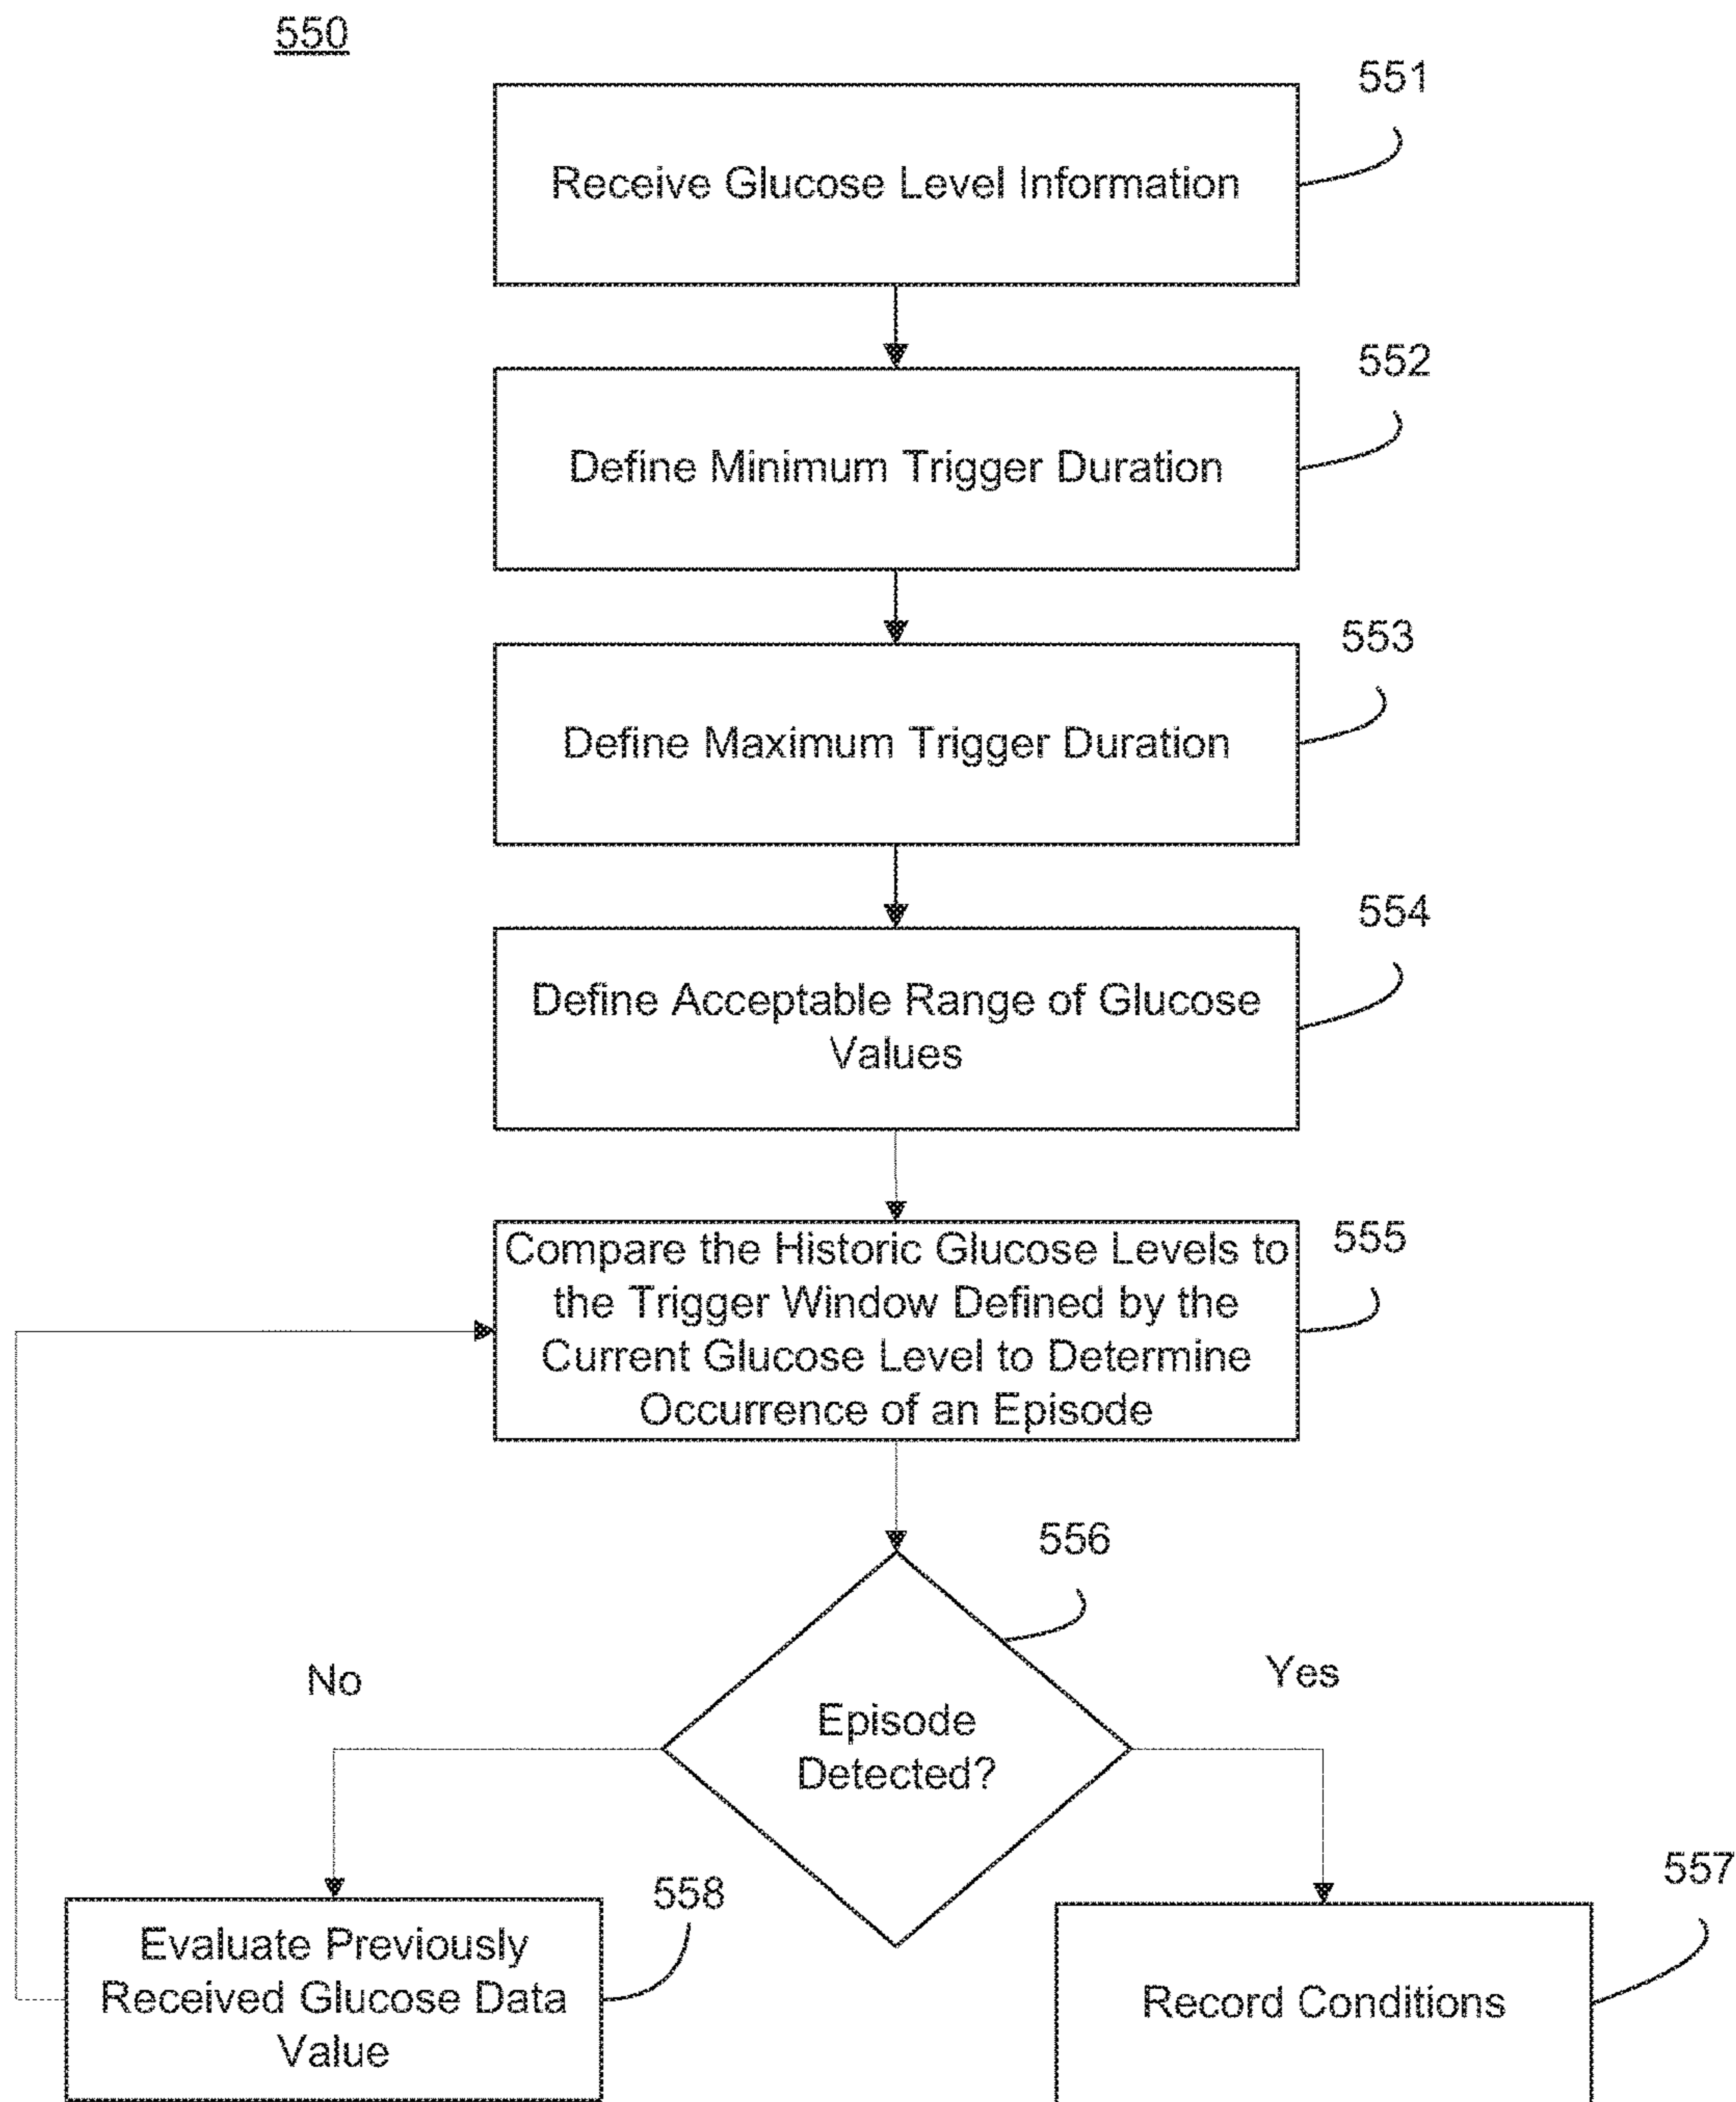 550
551
Receive Glucose Level Information
552
Define Minimum Trigger Duration
553
Define Maximum Trigger Duration
554
Define Acceptable Range of Glucose
Values
555
Compare the Historic Glucose Levels to
the Trigger Window Defined by the
Current Glucose Level to Determine
Occurrence of an Episode
556
No
Yes
Episode
Detected?
558
557
Evaluate Previously
Received Glucose Data
Value
Record Conditions